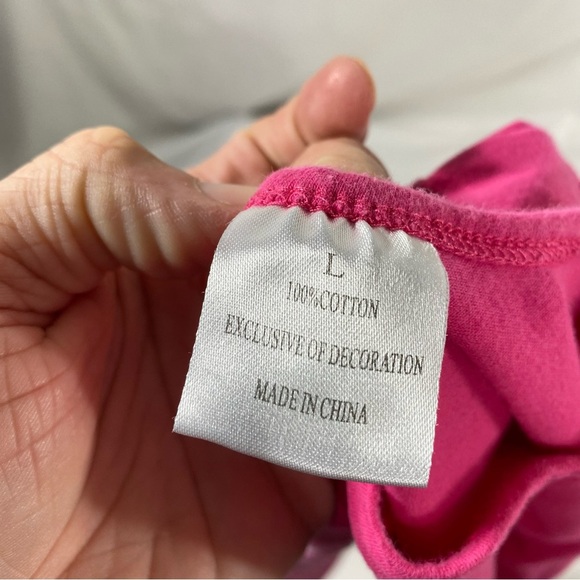 L
100%COTTON
EXCLUSIVE OF DECORATION
MADE IN CHINA